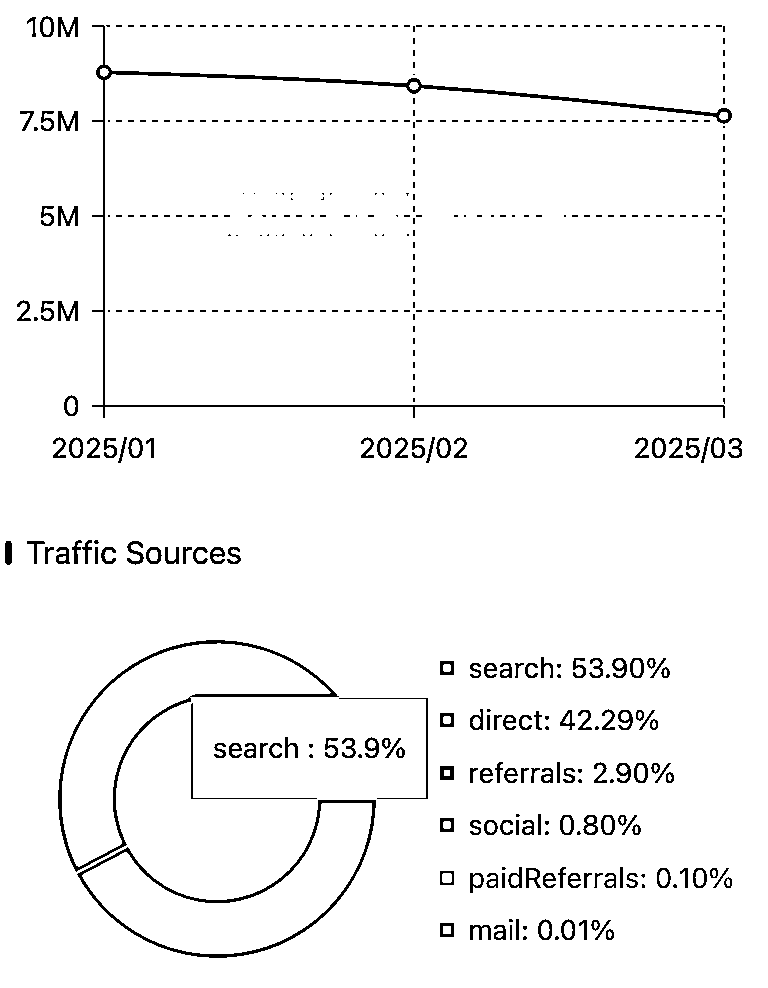 10M
7.5M
5M
2.5M
0
2025/01 2025/02 2025/03
Traffic Sources
search: 53.90%
direct: 42.29%
search : 53.9%
referrals: 2.90%
social: 0.80%
paidReferrals: 0.10%
mail: 0.01%